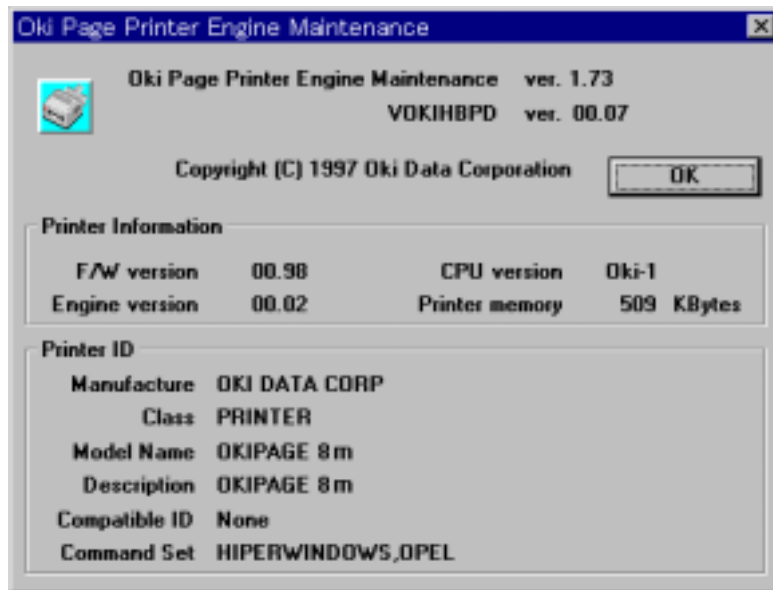 Oki Page Printer Engine Maintenance
Oki Page Printer Engine Maintenance ver. 1.73
VOKIHBPD ver. 00.07
Copyright (C) 1997 Oki Data Corporation OK
Printer Information
F/W version 00.98 CPU version Oki-1
Engine version 00.02 Printer memory 509 KBytes
Printer ID
Manufacture OKI DATA CORP
Class PRINTER
Model Name OKIPAGE 8m
Description OKIPAGE 8m
Compatible ID None
Command Set HIPERWINDOWS,OPEL